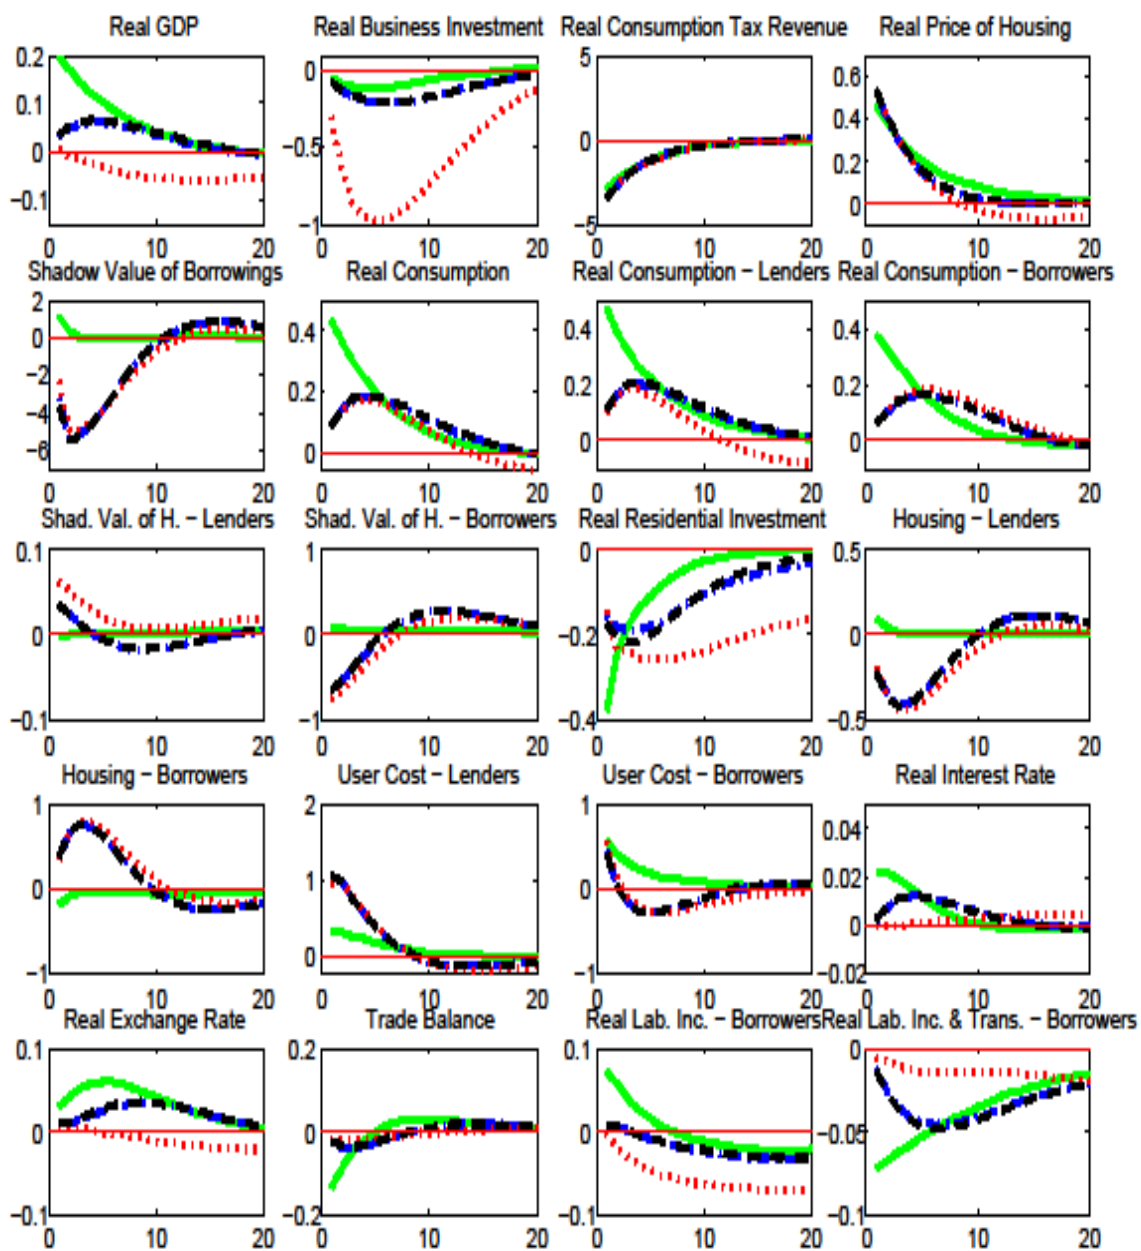 Real GDP Real Business Investment Real Consumption Tax Revenue Real Price of Housing
0.2 0.1 0 −0.1 0 −0.5 −1 5 0 −5 0.6 0.4 0.2 0
0 10 20 0 10 20 0 10 20 0 10 20
Shadow Value of Borrowings Real Consumption Real Consumption − Lenders Real Consumption − Borrowers
2 0 −2 −4 −6 0.4 0.2 0 0.4 0.2 0 0.4 0.2 0
0 10 20 0 10 20 0 10 20 0 10 20
Shad. Val. of H. − Lenders Shad. Val. of H. − Borrowers Real Residential Investment Housing − Lenders
0.1 0 −0.1 1 0 −1 0 −0.2 −0.4 0.5 0 −0.5
0 10 20 0 10 20 0 10 20 0 10 20
Housing − Borrowers User Cost − Lenders User Cost − Borrowers Real Interest Rate
1 0 −1 2 1 0 1 0 −1 0.04 0.02 0 −0.02
0 10 20 0 10 20 0 10 20 0 10 20
Real Exchange Rate Trade Balance Real Lab. Inc. − Borrowers Real Lab. Inc. & Trans. − Borrowers
0.1 0 −0.1 0.2 0 −0.2 0.1 0 −0.1 0 −0.05 −0.1
0 10 20 0 10 20 0 10 20 0 10 20